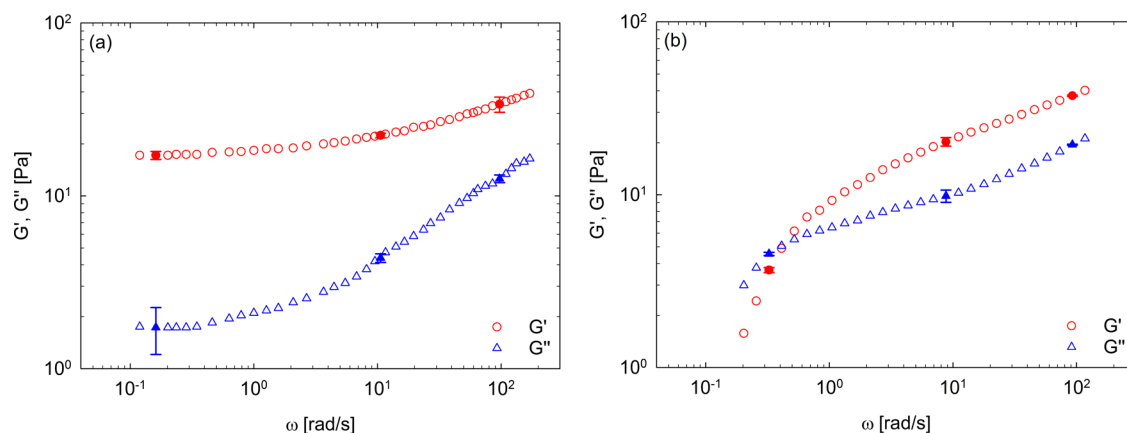 (a)
10²
10¹
10⁰
G', G'' [Pa]
10⁻¹ 10⁰ 10¹ 10²
ω [rad/s]
G'
G''
(b)
10²
10¹
10⁰
G', G'' [Pa]
10⁻¹ 10⁰ 10¹ 10²
ω [rad/s]
G'
G''